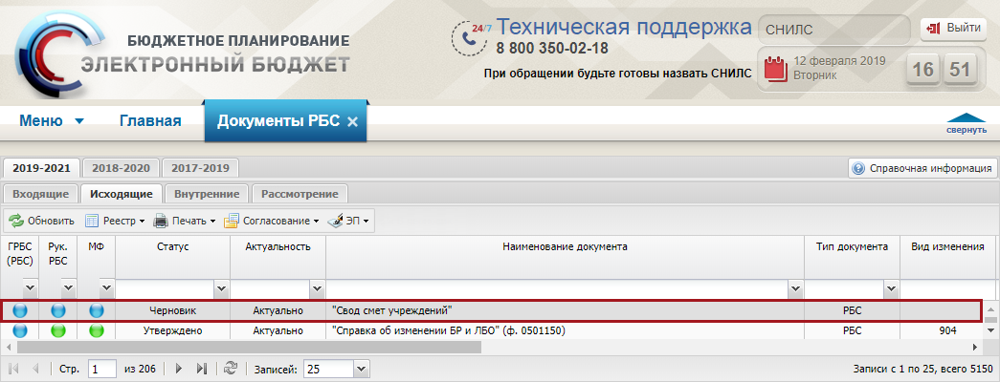 БЮДЖЕТНОЕ ПЛАНИРОВАНИЕ
ЭЛЕКТРОННЫЙ БЮДЖЕТ
24/7 Техническая поддержка
8 800 350-02-18
При обращении будьте готовы назвать СНИЛС
СНИЛС
Выйти
12 февраля 2019
Вторник
16 51
Меню Главная Документы РБС
свернуть
2019-2021 2018-2020 2017-2019 Справочная информация
Входящие Исходящие Внутренние Рассмотрение
Обновить Реестр Печать Согласование ЭП
ГРБС (РБС) Рук. РБС МФ Статус Актуальность Наименование документа Тип документа Вид изменения
Черновик Актуально "Свод смет учреждений" РБС
Утверждено Актуально "Справка об изменении БР и ЛБО" (ф. 0501150) РБС 904
Стр. 1 из 206 Записей: 25 Записи с 1 по 25, всего 5150